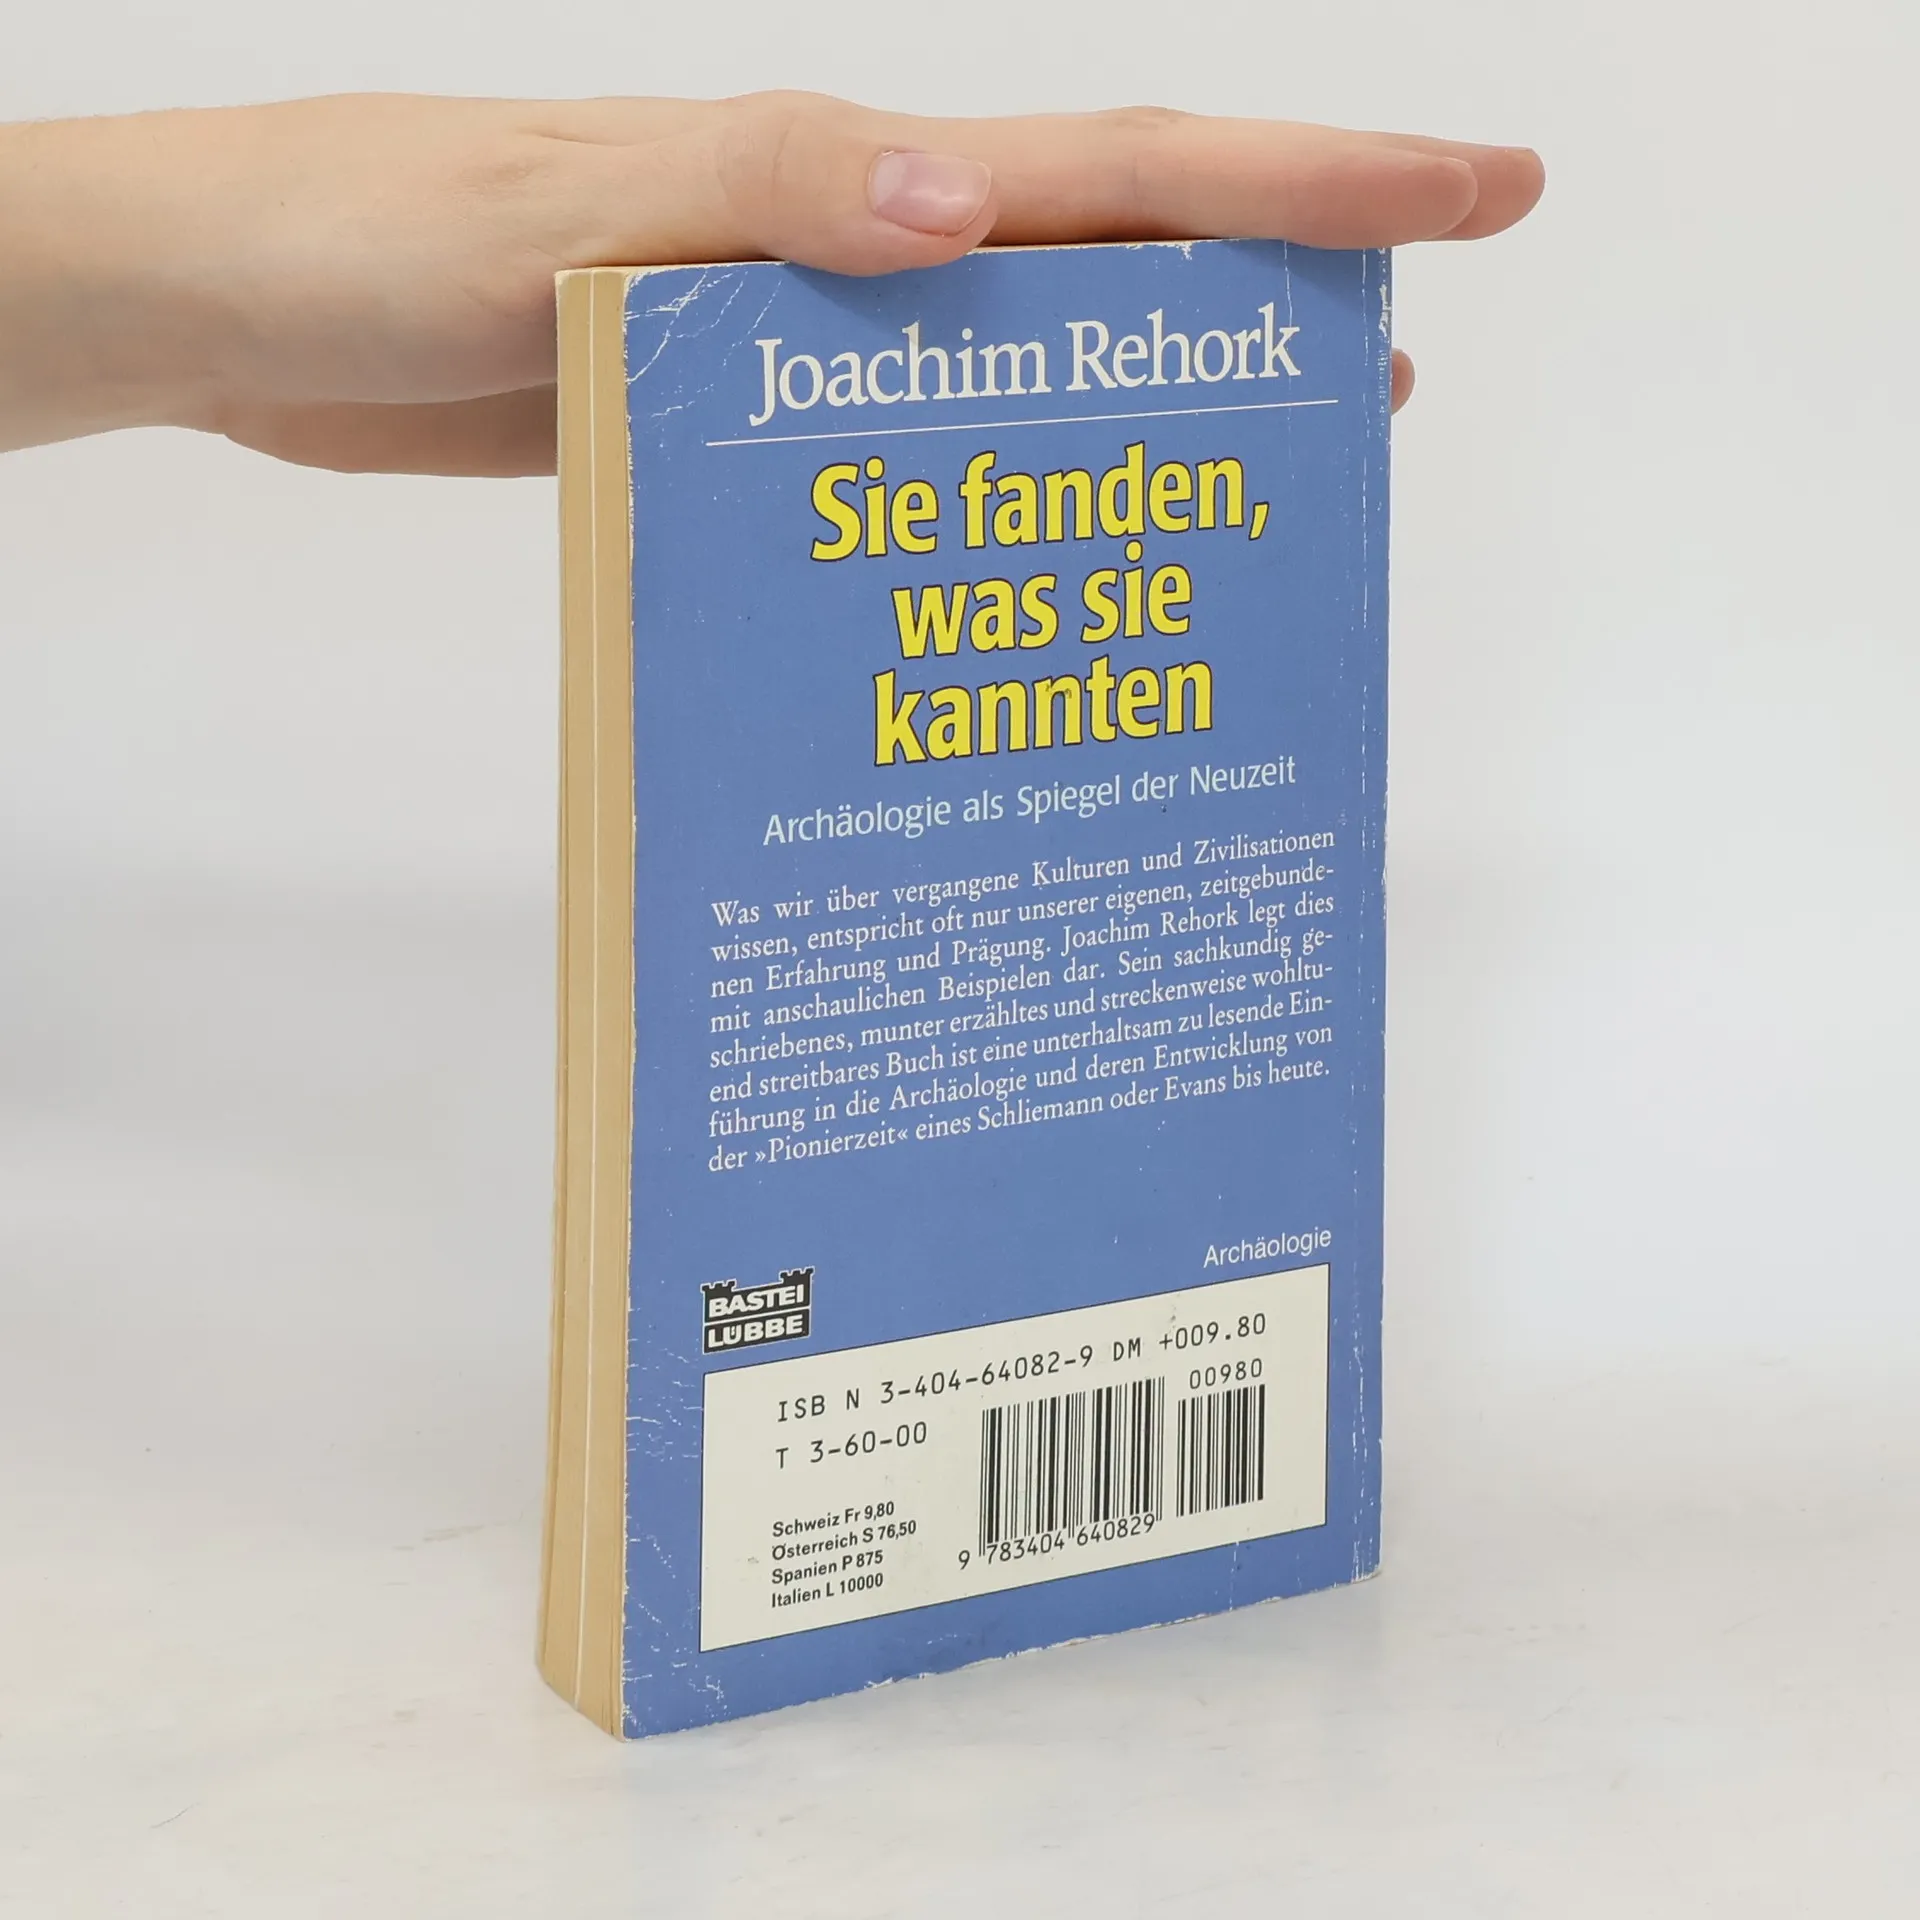 Joachim Rehork
Sie fanden,
was sie
kannten
Archäologie als Spiegel der Neuzeit
Was wir über vergangene Kulturen und Zivilisationen
wissen, entspricht oft nur unserer eigenen, zeitgebunde-
nen Erfahrung und Prägung. Joachim Rehork legt dies
mit anschaulichen Beispielen dar. Sein sachkundig ge-
schriebenes, munter erzähltes und streckenweise wohltu-
end streitbares Buch ist eine unterhaltsam zu lesende Ein-
führung in die Archäologie und deren Entwicklung von
der »Pionierzeit« eines Schliemann oder Evans bis heute.
Archäologie
BASTEI
LÜBBE
ISB N 3-404-64082-9 DM +009.80
T 3-60-00
00980
Schweiz Fr 9,80
Österreich S 76,50
Spanien P 875
Italien L 10000
9 783404 640829